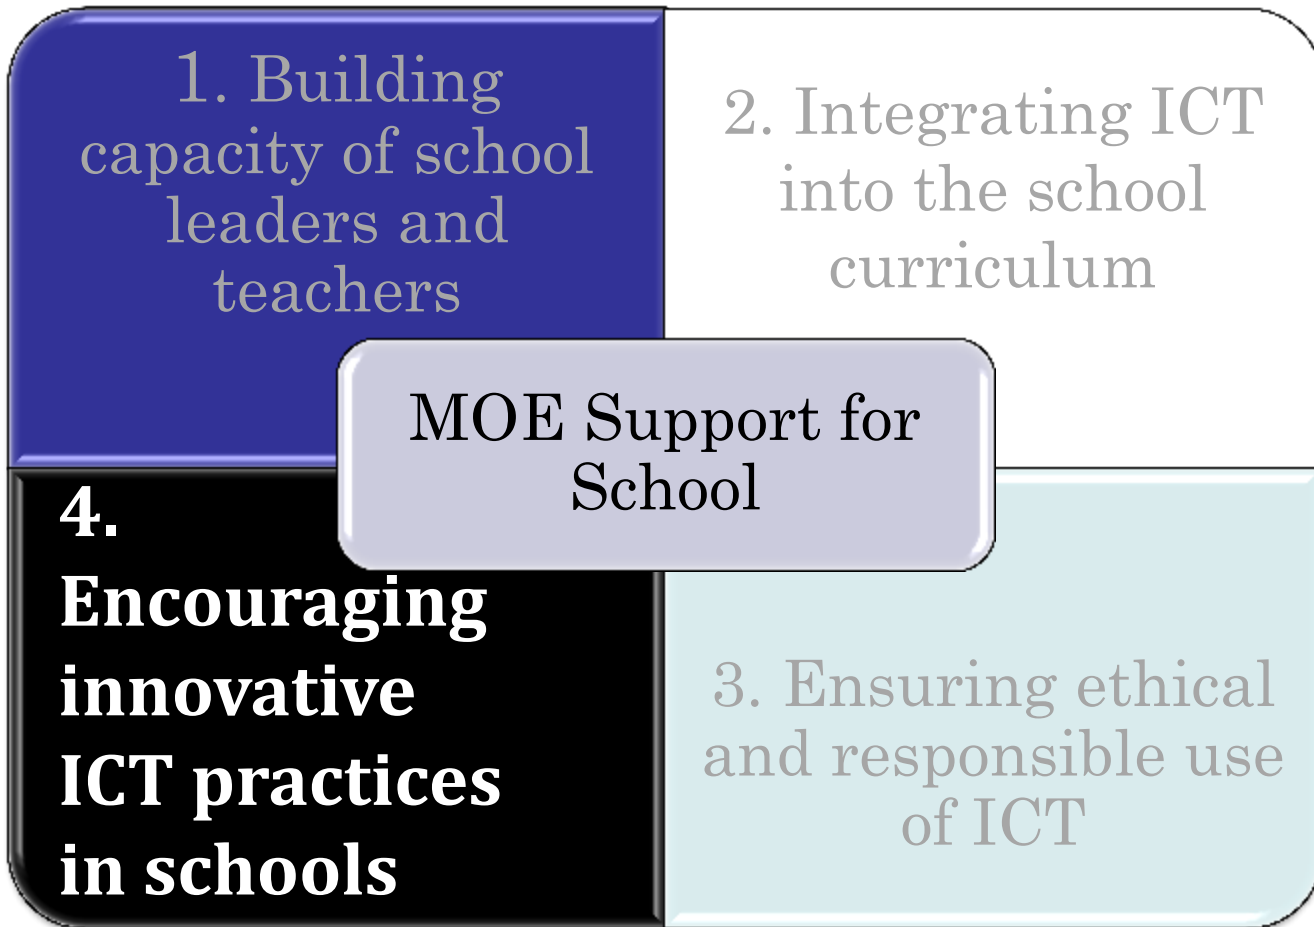 1. Building
capacity of school
leaders and
teachers
2. Integrating ICT
into the school
curriculum
MOE Support for
School
4.
Encouraging
innovative
ICT practices
in schools
3. Ensuring ethical
and responsible use
of ICT